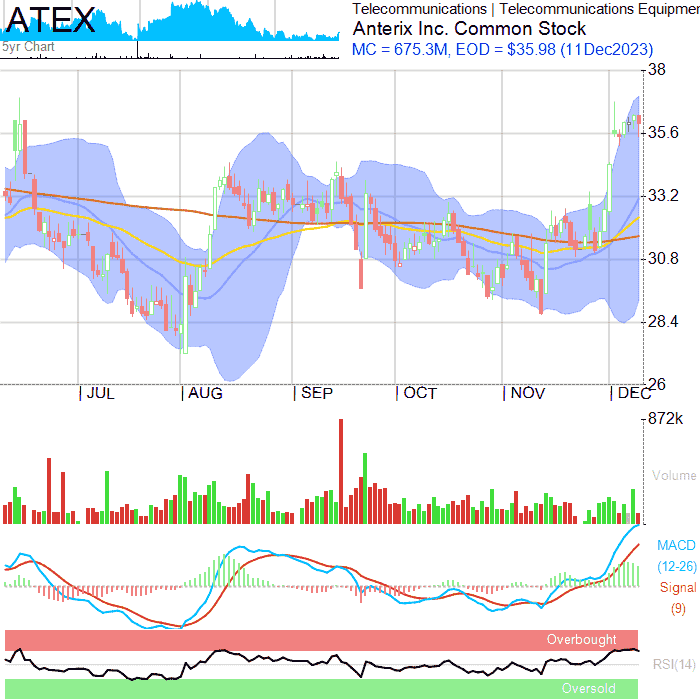 ATEX
5yr Chart
Telecommunications | Telecommunications Equipmen
Anterix Inc. Common Stock
MC = 675.3M, EOD = $35.98 (11Dec2023)
38
35.6
33.2
30.8
28.4
26
JUL
AUG
SEP
OCT
NOV
DEC
872k
Volume
MACD
(12-26)
Signal
(9)
Overbought
RSI(14)
Oversold